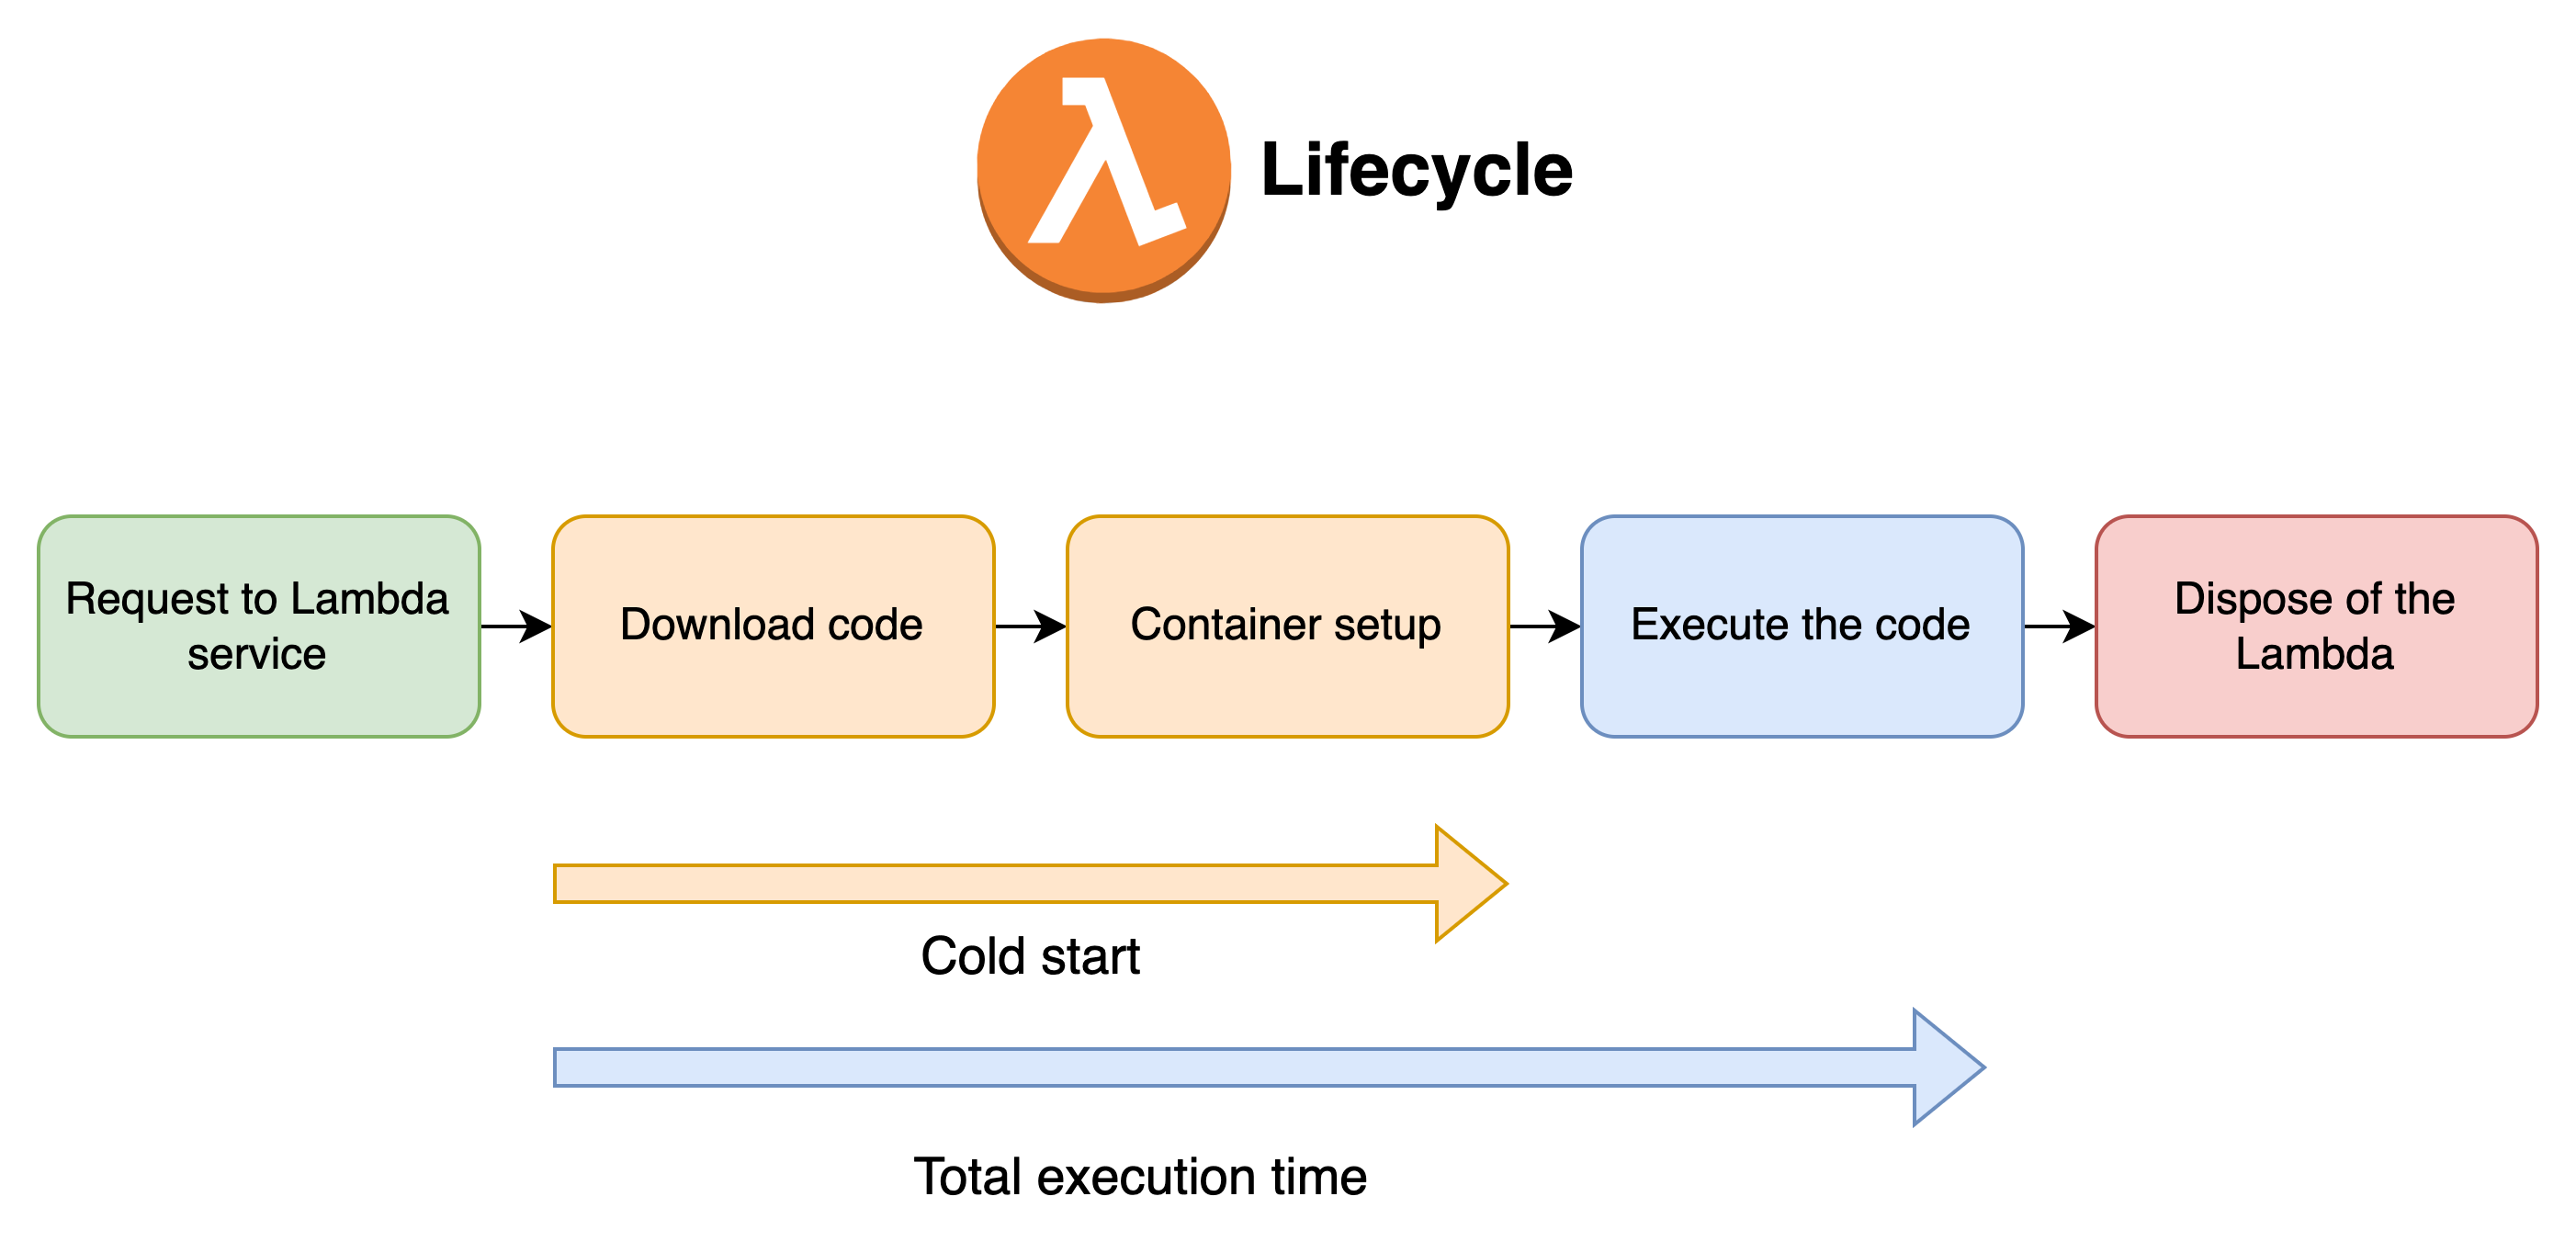 Lifecycle
Request to Lambda
service
Download code
Container setup
Execute the code
Dispose of the
Lambda
Cold start
Total execution time